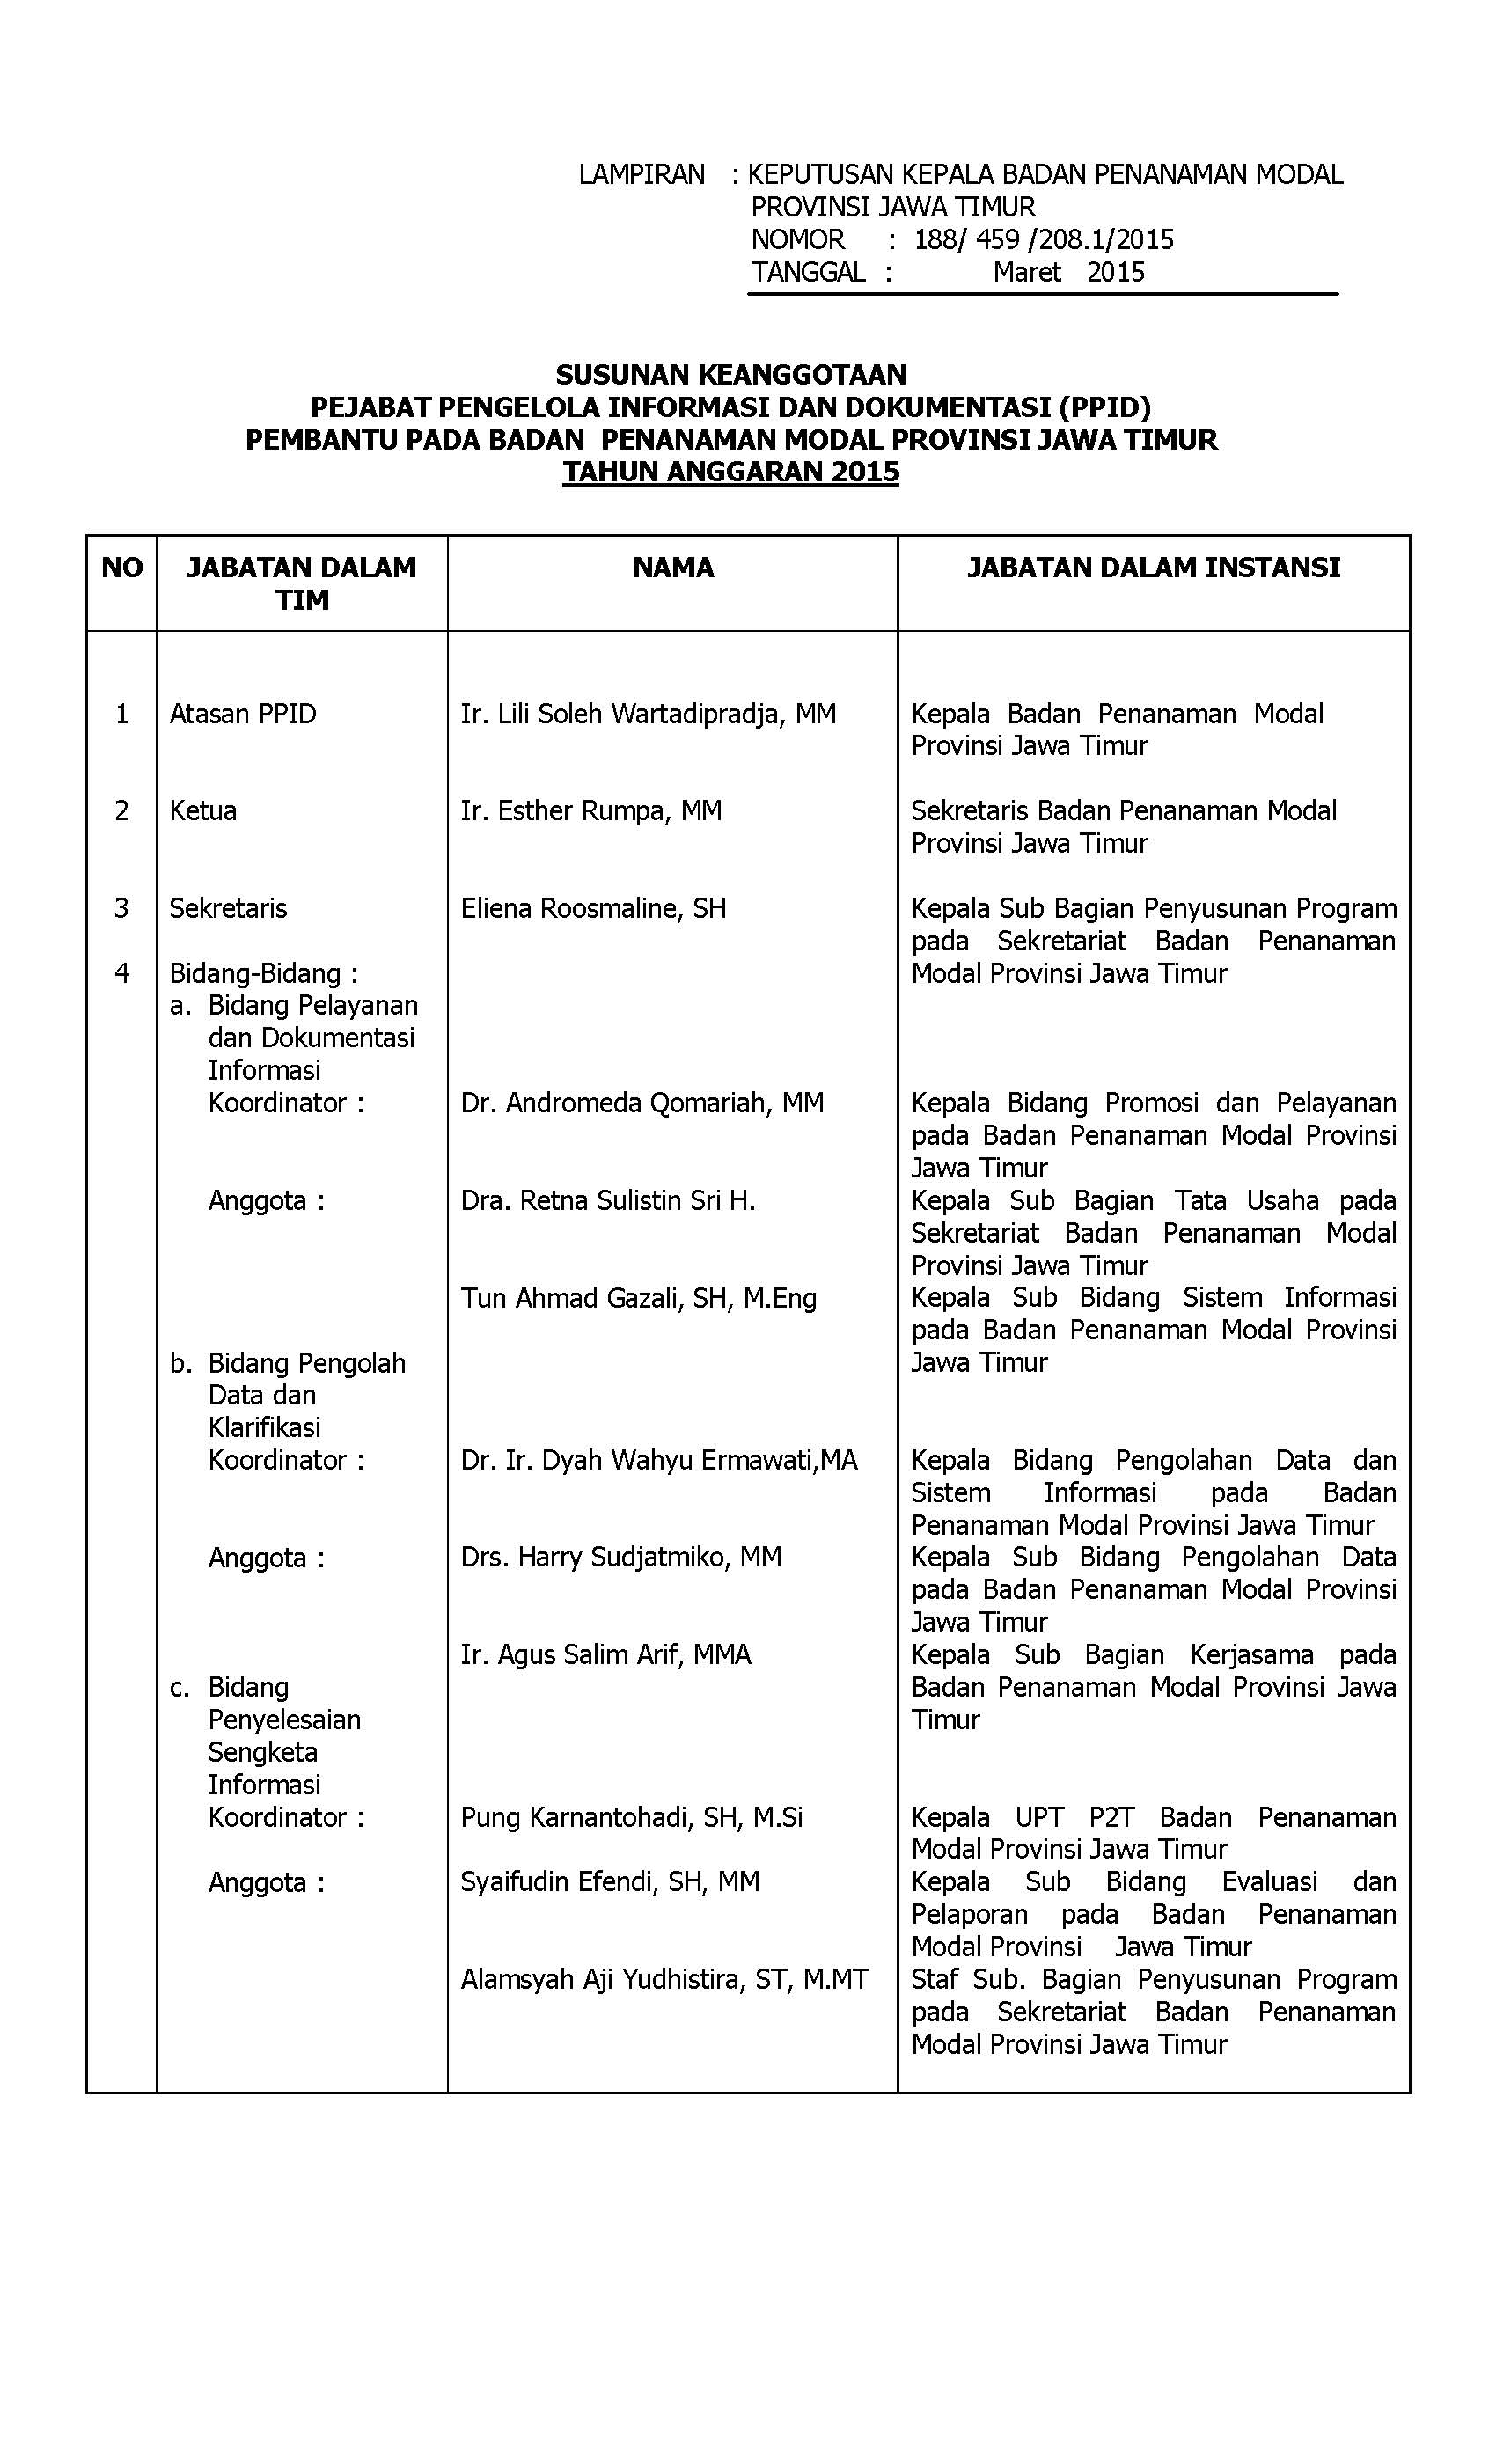 LAMPIRAN : KEPUTUSAN KEPALA BADAN PENANAMAN MODAL
PROVINSI JAWA TIMUR
NOMOR : 188/ 459 /208.1/2015
TANGGAL : Maret 2015
SUSUNAN KEANGGOTAAN
PEJABAT PENGELOLA INFORMASI DAN DOKUMENTASI (PPID)
PEMBANTU PADA BADAN PENANAMAN MODAL PROVINSI JAWA TIMUR
TAHUN ANGGARAN 2015
NO JABATAN DALAM NAMA JABATAN DALAM INSTANSI
TIM
1 Atasan PPID Ir. Lili Soleh Wartadipradja, MM Kepala Badan Penanaman Modal
Provinsi Jawa Timur
2 Ketua Ir. Esther Rumpa, MM Sekretaris Badan Penanaman Modal
Provinsi Jawa Timur
3 Sekretaris Eliena Roosmaline, SH Kepala Sub Bagian Penyusunan Program
pada Sekretariat Badan Penanaman
4 Bidang-Bidang : Modal Provinsi Jawa Timur
a. Bidang Pelayanan
dan Dokumentasi
Informasi
Koordinator : Dr. Andromeda Qomariah, MM Kepala Bidang Promosi dan Pelayanan
pada Badan Penanaman Modal Provinsi
Jawa Timur
Anggota : Dra. Retna Sulistin Sri H. Kepala Sub Bagian Tata Usaha pada
Sekretariat Badan Penanaman Modal
Provinsi Jawa Timur
Tun Ahmad Gazali, SH, M.Eng Kepala Sub Bidang Sistem Informasi
pada Badan Penanaman Modal Provinsi
b. Bidang Pengolah Jawa Timur
Data dan
Klarifikasi
Koordinator : Dr. Ir. Dyah Wahyu Ermawati,MA Kepala Bidang Pengolahan Data dan
Sistem Informasi pada Badan
Penanaman Modal Provinsi Jawa Timur
Anggota : Drs. Harry Sudjatmiko, MM Kepala Sub Bidang Pengolahan Data
pada Badan Penanaman Modal Provinsi
Jawa Timur
Ir. Agus Salim Arif, MMA Kepala Sub Bagian Kerjasama pada
c. Bidang Badan Penanaman Modal Provinsi Jawa
Penyelesaian Timur
Sengketa
Informasi
Koordinator : Pung Karnantohadi, SH, M.Si Kepala UPT P2T Badan Penanaman
Modal Provinsi Jawa Timur
Anggota : Syaifudin Efendi, SH, MM Kepala Sub Bidang Evaluasi dan
Pelaporan pada Badan Penanaman
Modal Provinsi Jawa Timur
Alamsyah Aji Yudhistira, ST, M.MT Staf Sub. Bagian Penyusunan Program
pada Sekretariat Badan Penanaman
Modal Provinsi Jawa Timur